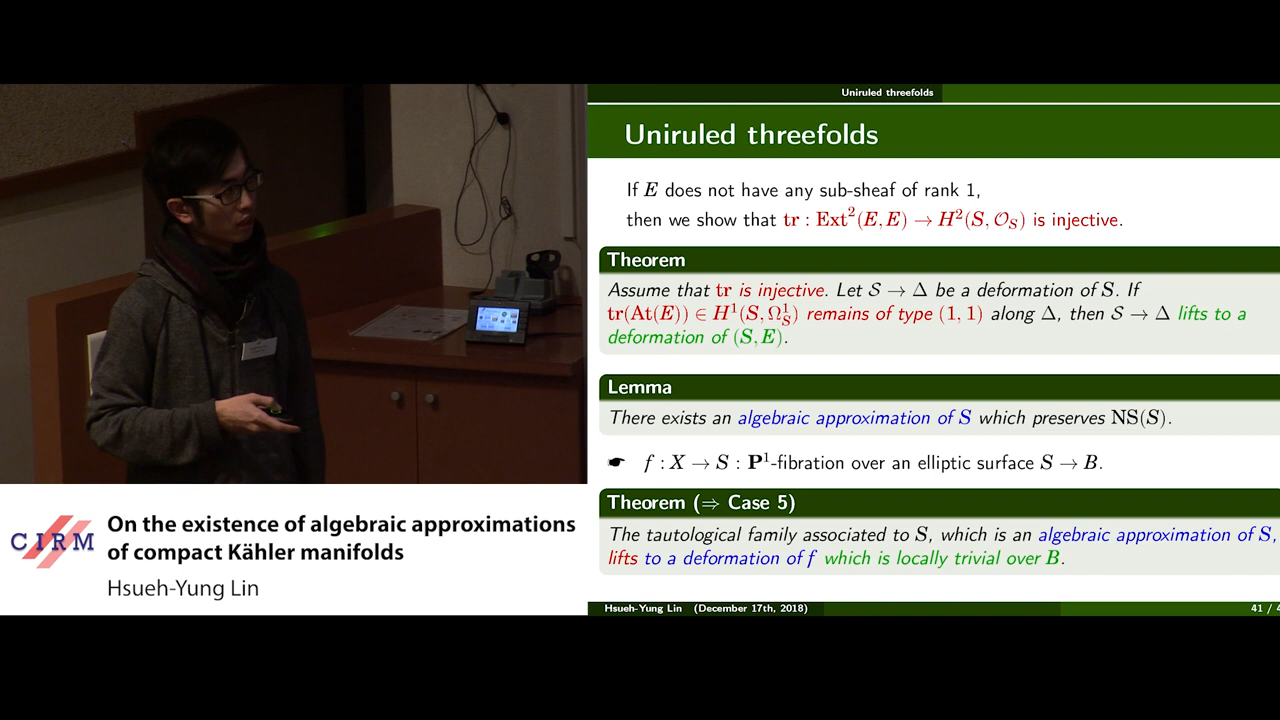 Uniruled threefolds
Uniruled threefolds
If E does not have any sub-sheaf of rank 1,
then we show that tr : Ext²(E, E) → H²(S, 𝒪_S) is injective.
Theorem
Assume that tr is injective. Let 𝒮 → Δ be a deformation of S. If
tr(At(E)) ∈ H¹(S, Ω¹_S) remains of type (1, 1) along Δ, then 𝒮 → Δ lifts to a
deformation of (S, E).
Lemma
There exists an algebraic approximation of S which preserves NS(S).
☛ f : X → S : P¹-fibration over an elliptic surface S → B.
Theorem (⇒ Case 5)
The tautological family associated to S, which is an algebraic approximation of S,
lifts to a deformation of f which is locally trivial over B.
Hsueh-Yung Lin (December 17th, 2018)
41 / 4
CIRM
On the existence of algebraic approximations
of compact Kähler manifolds
Hsueh-Yung Lin